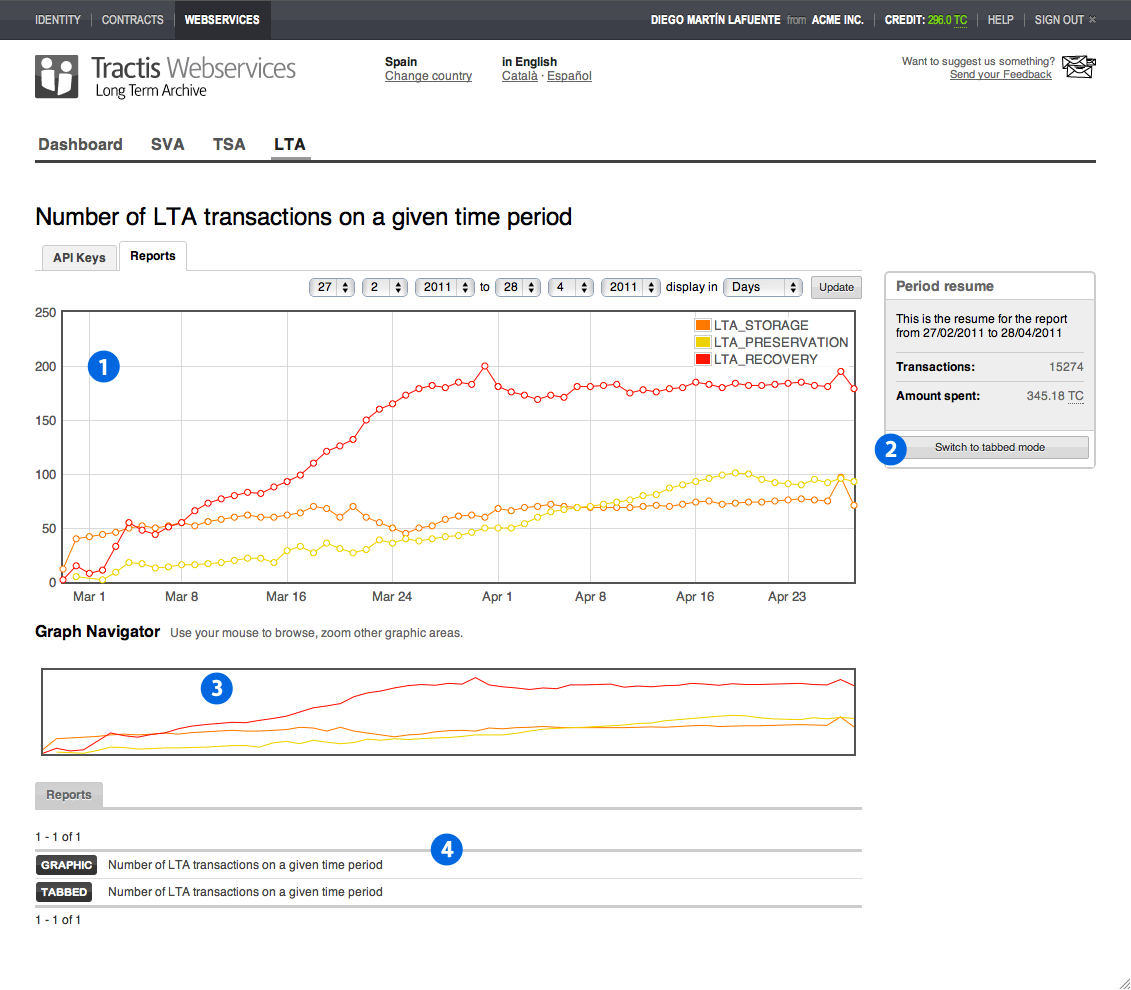 IDENTITY CONTRACTS WEBSERVICES DIEGO MARTÍN LAFUENTE from ACME INC. CREDIT: 296.0 TC HELP SIGN OUT ×
Tractis Webservices
Long Term Archive
Spain
Change country
in English
Català · Español
Want to suggest us something?
Send your Feedback
Dashboard SVA TSA LTA
Number of LTA transactions on a given time period
API Keys Reports
27 2 2011 to 28 4 2011 display in Days Update
250
200
150
100
50
0
1
LTA_STORAGE
LTA_PRESERVATION
LTA_RECOVERY
Mar 1 Mar 8 Mar 16 Mar 24 Apr 1 Apr 8 Apr 16 Apr 23
Period resume
This is the resume for the report
from 27/02/2011 to 28/04/2011
Transactions: 15274
Amount spent: 345.18 TC
2 Switch to tabbed mode
Graph Navigator Use your mouse to browse, zoom other graphic areas.
3
Reports
1 - 1 of 1
4
GRAPHIC Number of LTA transactions on a given time period
TABBED Number of LTA transactions on a given time period
1 - 1 of 1